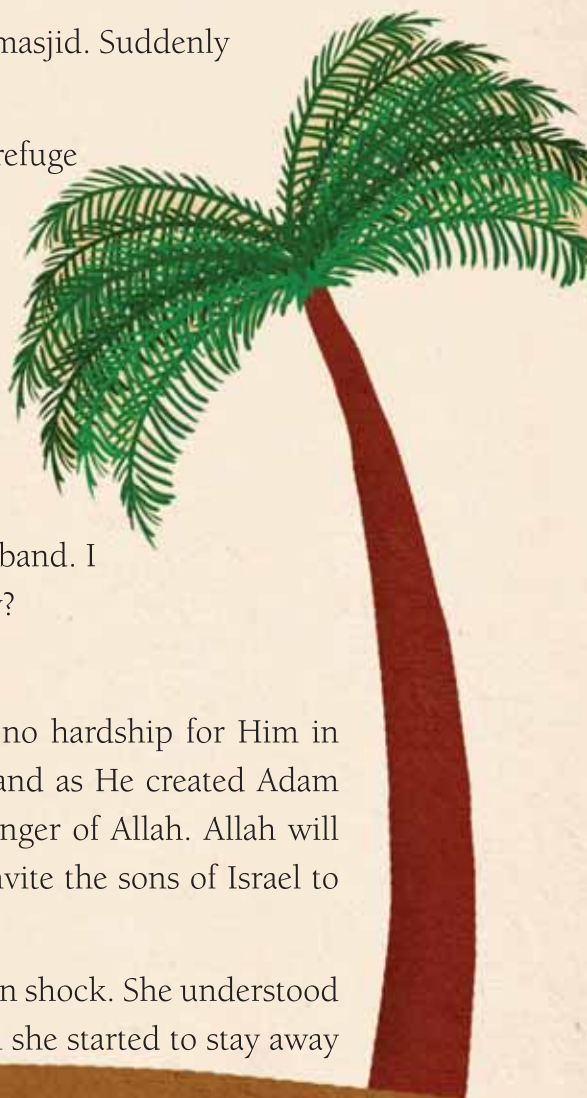 masjid. Suddenly
refuge
band. I
?
no hardship for Him in
and as He created Adam
nger of Allah. Allah will
nvite the sons of Israel to
n shock. She understood
she started to stay away